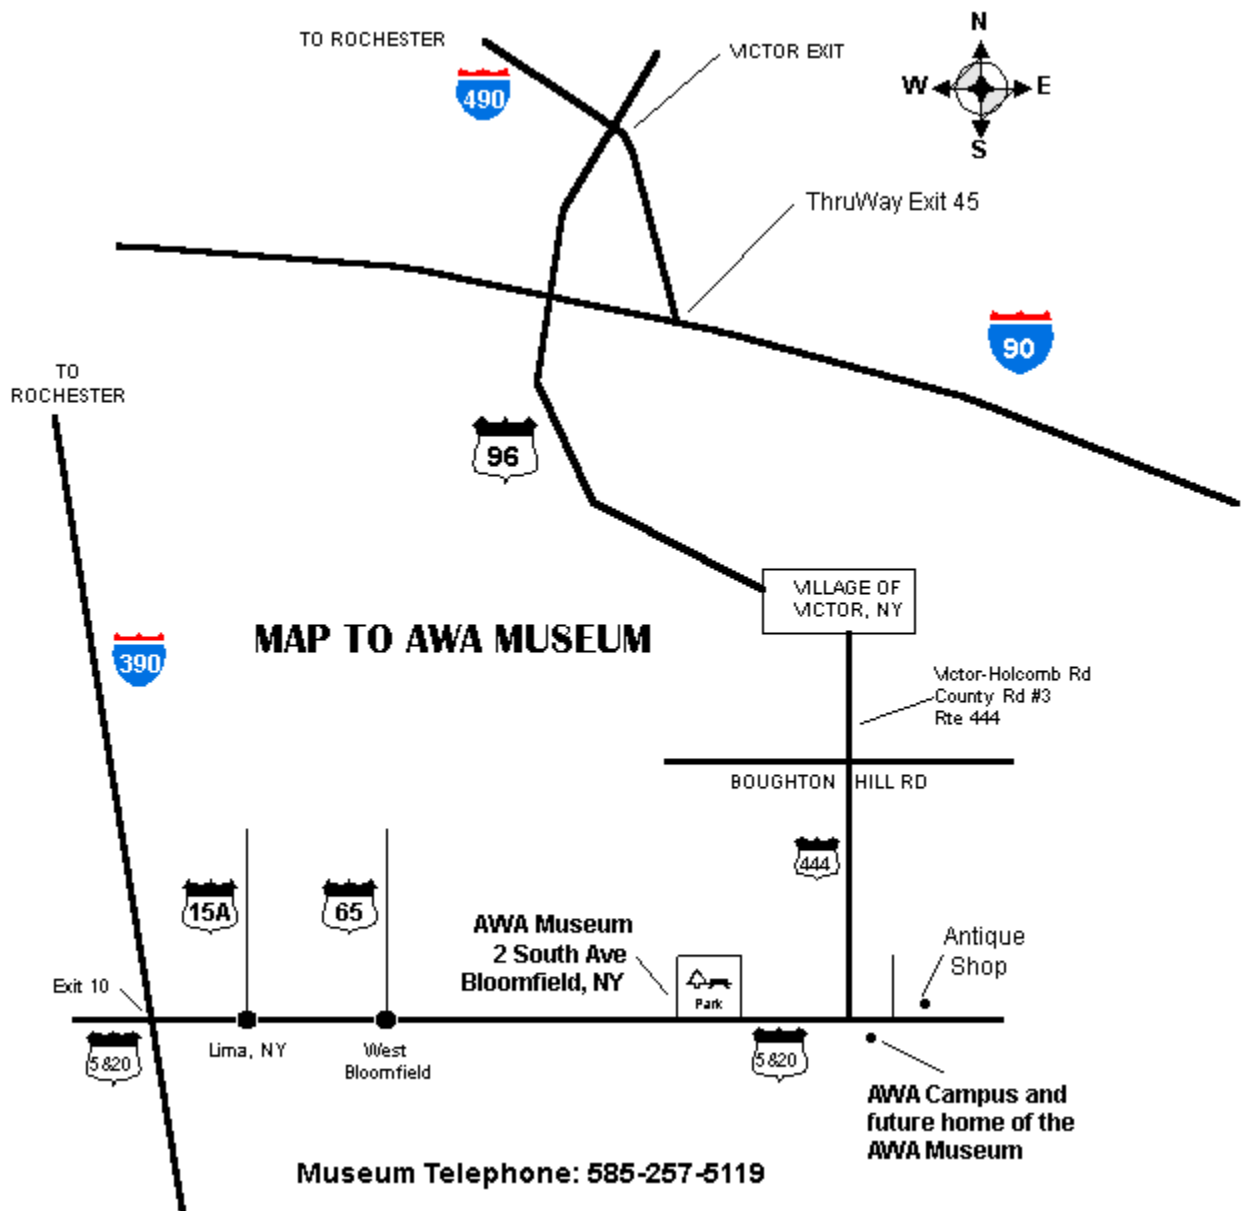 N
TO ROCHESTER
VICTOR EXIT
W
E
490
S
ThruWay Exit 45
90
TO
ROCHESTER
96
VILLAGE OF
VICTOR, NY
MAP TO AWA MUSEUM
390
Victor-Holcomb Rd
County Rd #3
Rte 444
BOUGHTON HILL RD
444
15A
65
AWA Museum
2 South Ave
Bloomfield, NY
Antique
Shop
Exit 10
Park
5&20
Lima, NY
West
Bloomfield
5&20
AWA Campus and
future home of the
AWA Museum
Museum Telephone: 585-257-5119